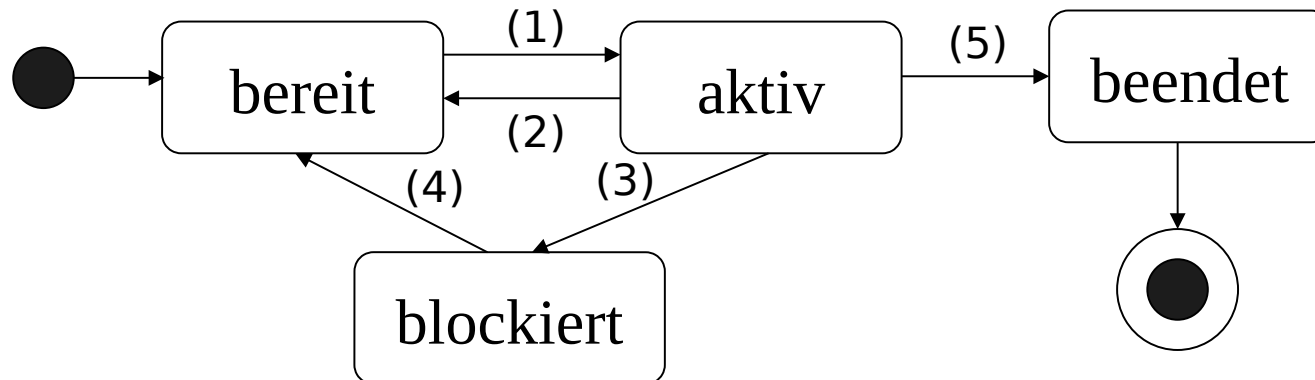 (1)
(5)
bereit
aktiv
beendet
(2)
(4)
(3)
blockiert